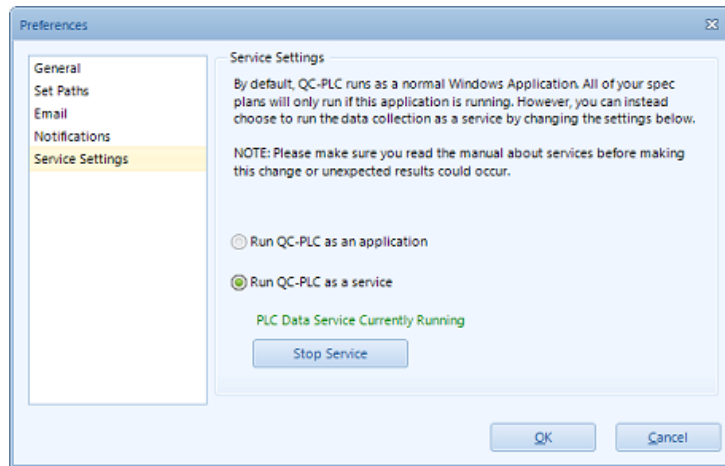 Preferences
General
Set Paths
Email
Notifications
Service Settings
Service Settings
By default, QC-PLC runs as a normal Windows Application. All of your spec
plans will only run if this application is running. However, you can instead
choose to run the data collection as a service by changing the settings below.
NOTE: Please make sure you read the manual about services before making
this change or unexpected results could occur.
Run QC-PLC as an application
Run QC-PLC as a service
PLC Data Service Currently Running
Stop Service
OK
Cancel